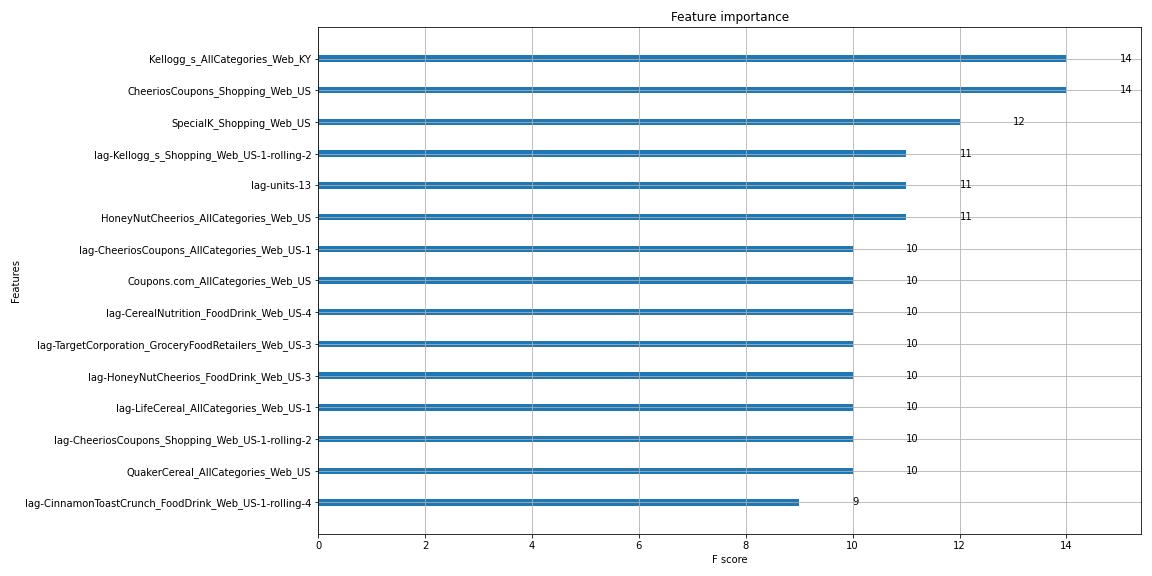 Feature importance
Kellogg_s_AllCategories_Web_KY 14
CheeriosCoupons_Shopping_Web_US 14
SpecialK_Shopping_Web_US 12
lag-Kellogg_s_Shopping_Web_US-1-rolling-2 11
lag-units-13 11
HoneyNutCheerios_AllCategories_Web_US 11
lag-CheeriosCoupons_AllCategories_Web_US-1 10
Coupons.com_AllCategories_Web_US 10
lag-CerealNutrition_FoodDrink_Web_US-4 10
lag-TargetCorporation_GroceryFoodRetailers_Web_US-3 10
lag-HoneyNutCheerios_FoodDrink_Web_US-3 10
lag-LifeCereal_AllCategories_Web_US-1 10
lag-CheeriosCoupons_Shopping_Web_US-1-rolling-2 10
QuakerCereal_AllCategories_Web_US 10
lag-CinnamonToastCrunch_FoodDrink_Web_US-1-rolling-4 9
Features
0 2 4 6 8 10 12 14
F score